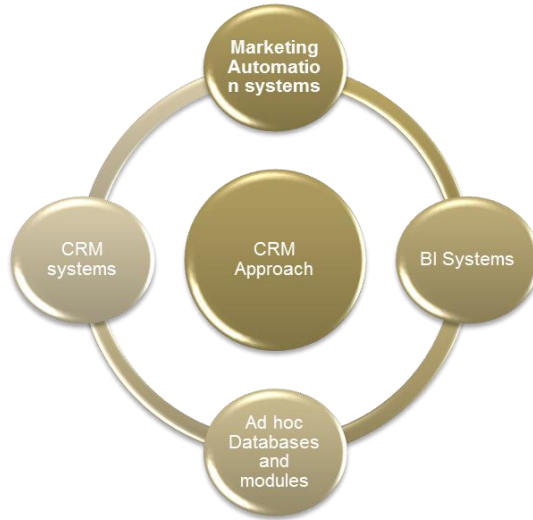 Marketing
Automatio
n systems
CRM
systems
CRM
Approach
BI Systems
Ad hoc
Databases
and
modules